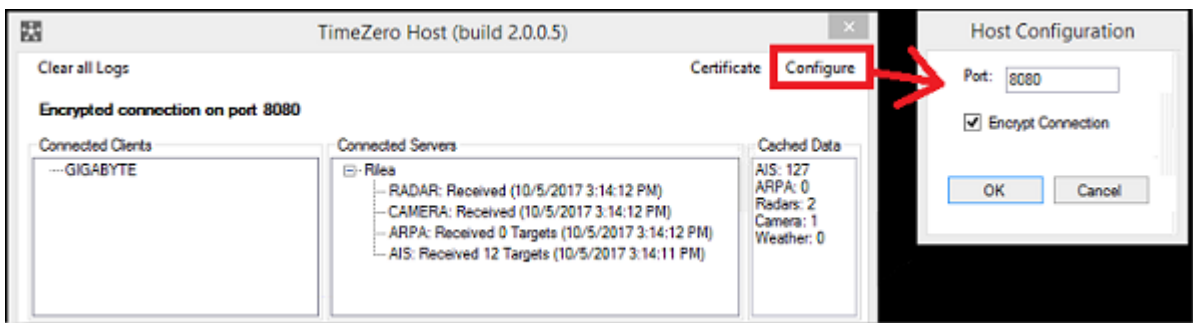 TimeZero Host (build 2.0.0.5)
Clear all Logs
Certificate
Configure
Encrypted connection on port 8080
Connected Clients
GIGABYTE
Connected Servers
Rilea
RADAR: Received (10/5/2017 3:14:12 PM)
CAMERA: Received (10/5/2017 3:14:12 PM)
ARPA: Received 0 Targets (10/5/2017 3:14:12 PM)
AIS: Received 12 Targets (10/5/2017 3:14:11 PM)
Cached Data
AIS: 127
ARPA: 0
Radars: 2
Camera: 1
Weather: 0
Host Configuration
Port: 8080
Encrypt Connection
OK Cancel